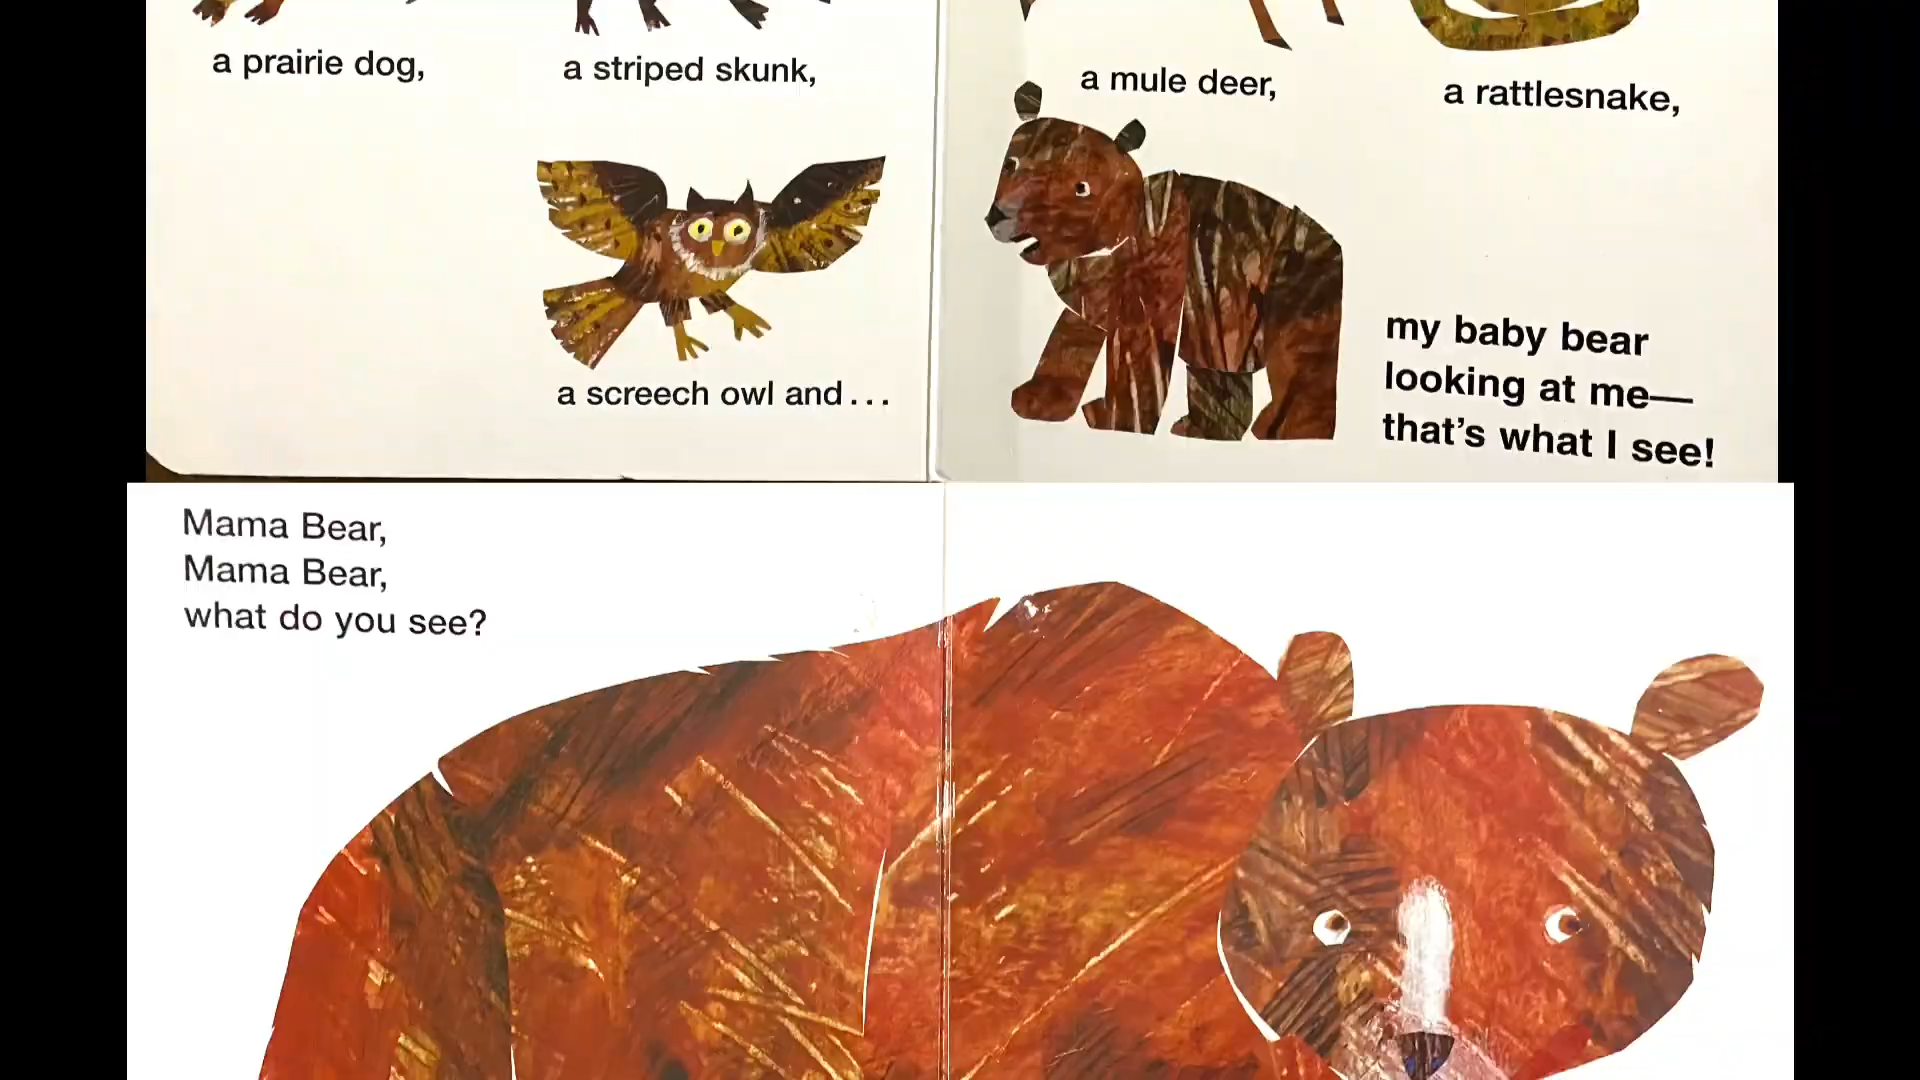 a prairie dog,
a striped skunk,
a mule deer,
a rattlesnake,
a screech owl and...
my baby bear
looking at me—
that's what I see!
Mama Bear,
Mama Bear,
what do you see?